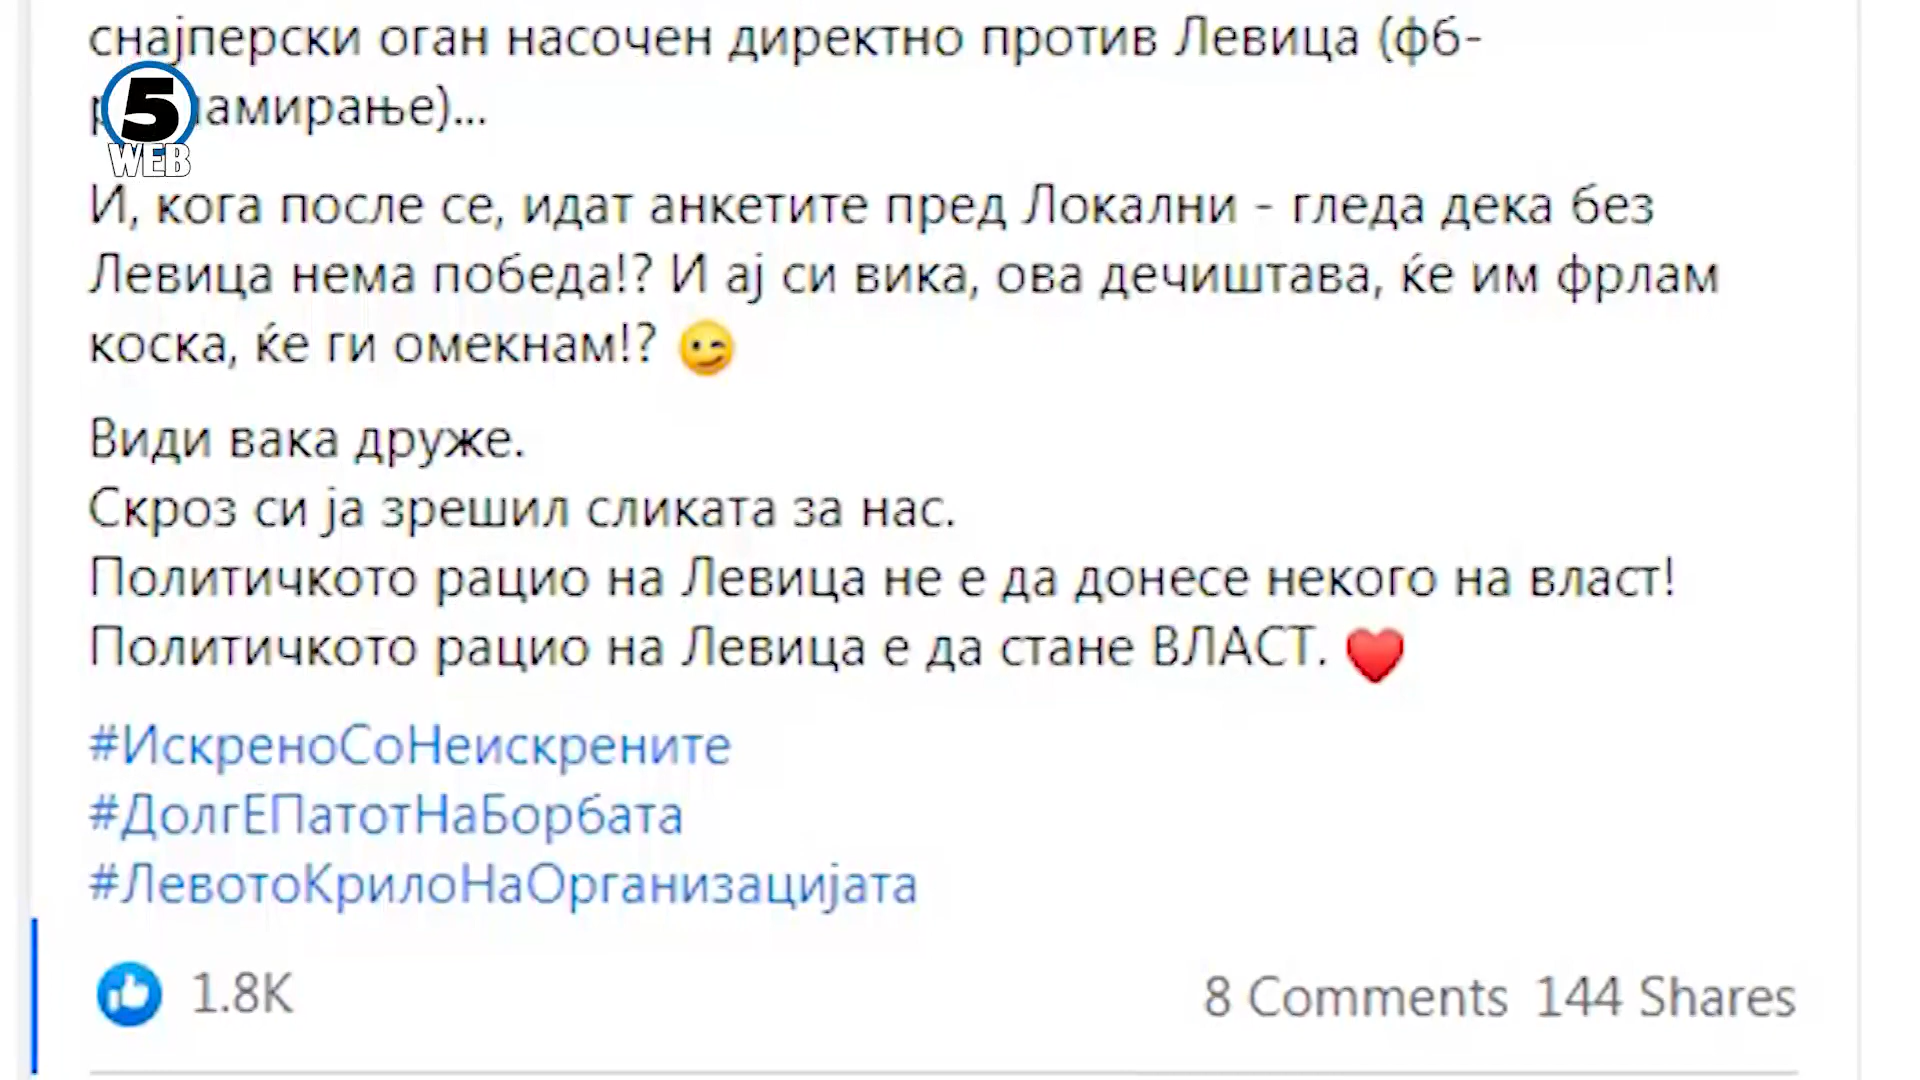 снајперски оган насочен директно против Левица (фб-
5
WEB
И, кога после се, идат анкетите пред Локални - гледа дека без
Левица нема победа!? И ај си вика, ова дечиштава, ќе им фрлам
коска, ќе ги омекнам!? 😉
Види вака друже.
Скроз си ја зрешил сликата за нас.
Политичкото рацио на Левица не е да донесе некого на власт!
Политичкото рацио на Левица е да стане ВЛАСТ. ❤️
#ИскреноСоНеискрените
#ДолгЕПатотНаБорбата
#ЛевотоКрилоНаОрганизацијата
1.8K
8 Comments 144 Shares